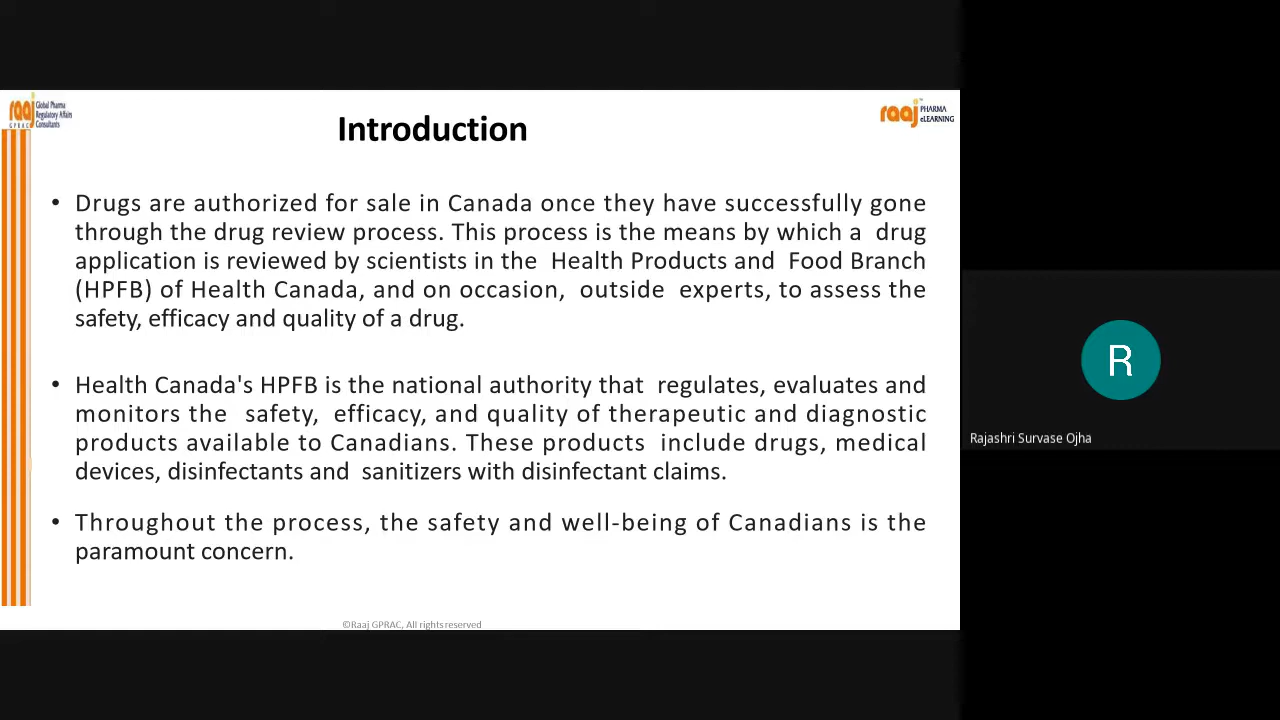 raaj
GPRAC
Global Pharma
Regulatory Affairs
Consultants
Introduction
raaj
PHARMA
eLEARNING
• Drugs are authorized for sale in Canada once they have successfully gone
through the drug review process. This process is the means by which a drug
application is reviewed by scientists in the Health Products and Food Branch
(HPFB) of Health Canada, and on occasion, outside experts, to assess the
safety, efficacy and quality of a drug.
• Health Canada's HPFB is the national authority that regulates, evaluates and
monitors the safety, efficacy, and quality of therapeutic and diagnostic
products available to Canadians. These products include drugs, medical
devices, disinfectants and sanitizers with disinfectant claims.
• Throughout the process, the safety and well-being of Canadians is the
paramount concern.
©Raaj GPRAC, All rights reserved
R
Rajashri Survase Ojha